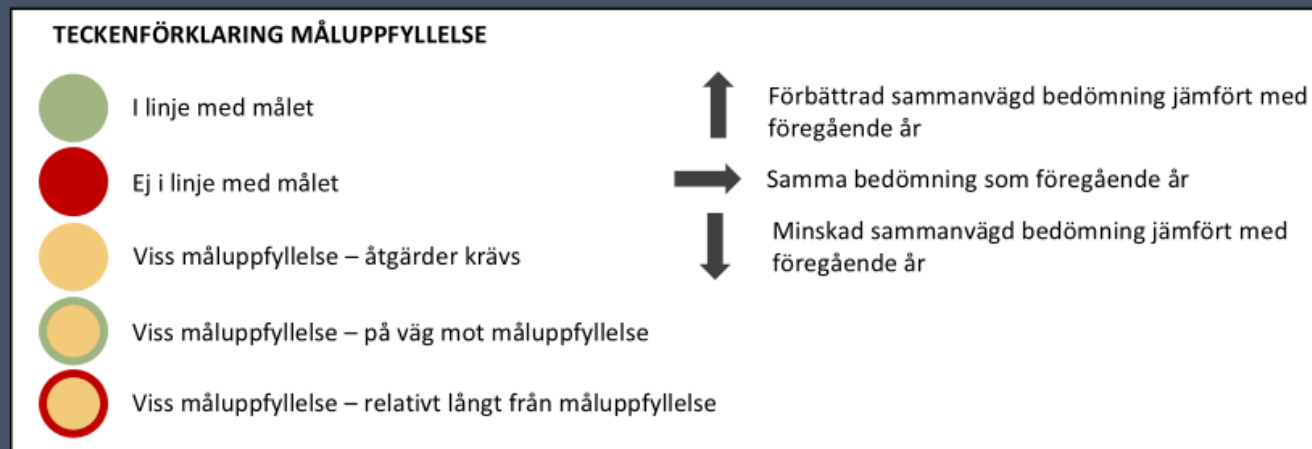 TECKENFÖRKLARING MÅLUPPFYLLELSE
I linje med målet
Ej i linje med målet
Viss måluppfyllelse – åtgärder krävs
Viss måluppfyllelse – på väg mot måluppfyllelse
Viss måluppfyllelse – relativt långt från måluppfyllelse
Förbättrad sammanvägd bedömning jämfört med
föregående år
Samma bedömning som föregående år
Minskad sammanvägd bedömning jämfört med
föregående år